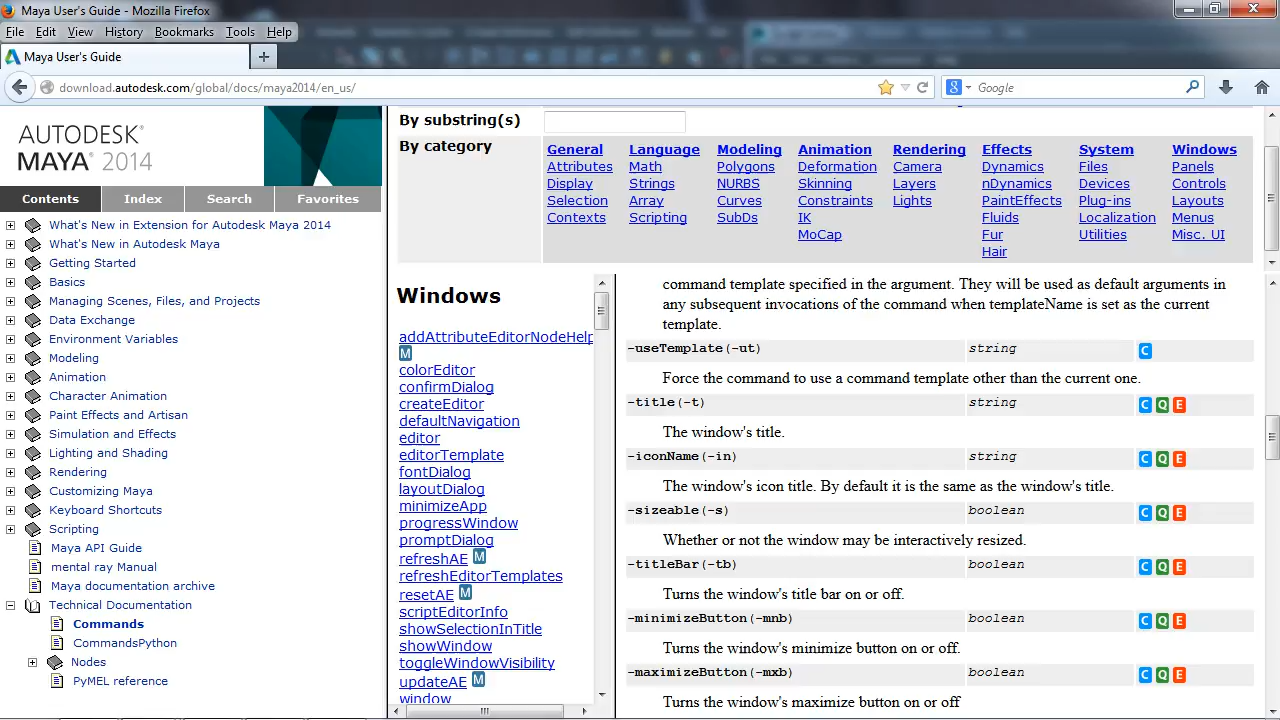 Maya User's Guide - Mozilla Firefox
File Edit View History Bookmarks Tools Help
Maya User's Guide
download.autodesk.com/global/docs/maya2014/en_us/
Google
AUTODESK®
MAYA® 2014
Contents Index Search Favorites
What's New in Extension for Autodesk Maya 2014
What's New in Autodesk Maya
Getting Started
Basics
Managing Scenes, Files, and Projects
Data Exchange
Environment Variables
Modeling
Animation
Character Animation
Paint Effects and Artisan
Simulation and Effects
Lighting and Shading
Rendering
Customizing Maya
Keyboard Shortcuts
Scripting
Maya API Guide
mental ray Manual
Maya documentation archive
Technical Documentation
Commands
CommandsPython
Nodes
PyMEL reference
By substring(s)
By category
General Language Modeling Animation Rendering Effects System Windows
Attributes Math Polygons Deformation Camera Dynamics Files Panels
Display Strings NURBS Skinning Layers nDynamics Devices Controls
Selection Array Curves Constraints Lights PaintEffects Plug-ins Layouts
Contexts Scripting SubDs IK Fluids Localization Menus
MoCap Fur Utilities Misc. UI
Hair
Windows
addAttributeEditorNodeHelp
M
colorEditor
confirmDialog
createEditor
defaultNavigation
editor
editorTemplate
fontDialog
layoutDialog
minimizeApp
progressWindow
promptDialog
refreshAE M
refreshEditorTemplates
resetAE M
scriptEditorInfo
showSelectionInTitle
showWindow
toggleWindowVisibility
updateAE M
window
command template specified in the argument. They will be used as default arguments in
any subsequent invocations of the command when templateName is set as the current
template.
-useTemplate(-ut) string C
Force the command to use a command template other than the current one.
-title(-t) string C Q E
The window's title.
-iconName(-in) string C Q E
The window's icon title. By default it is the same as the window's title.
-sizeable(-s) boolean C Q E
Whether or not the window may be interactively resized.
-titleBar(-tb) boolean C Q E
Turns the window's title bar on or off.
-minimizeButton(-mnb) boolean C Q E
Turns the window's minimize button on or off.
-maximizeButton(-mxb) boolean C Q E
Turns the window's maximize button on or off